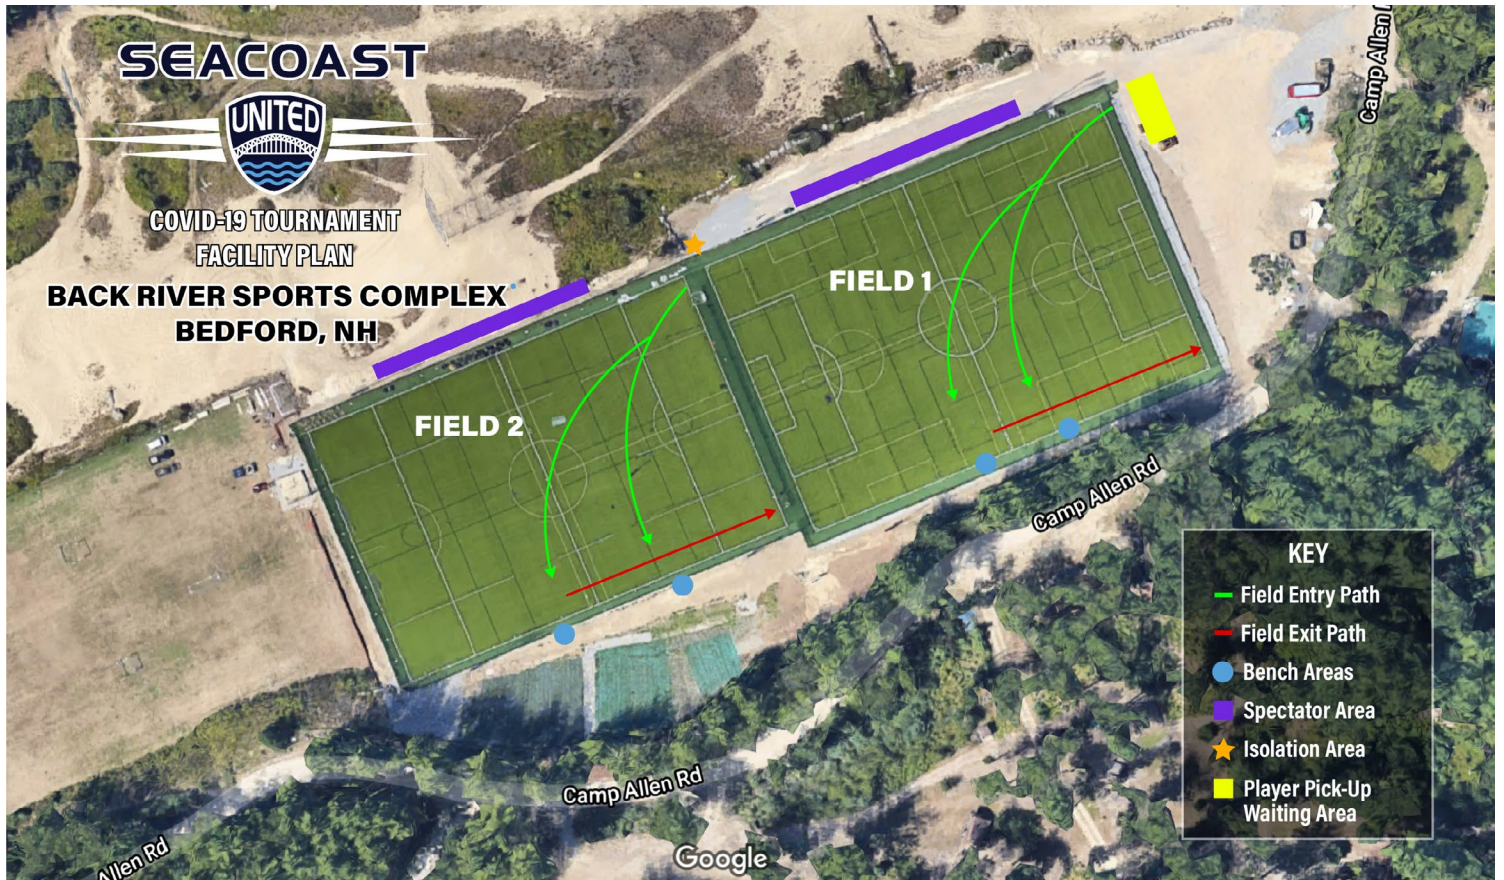 SEACOAST
UNITED
COVID-19 TOURNAMENT
FACILITY PLAN
BACK RIVER SPORTS COMPLEX
BEDFORD, NH
Camp Allen
FIELD 1
FIELD 2
Camp Allen Rd
KEY
Field Entry Path
Field Exit Path
Bench Areas
Spectator Area
Isolation Area
Player Pick-Up
Waiting Area
Camp Allen Rd
Allen Rd
Google